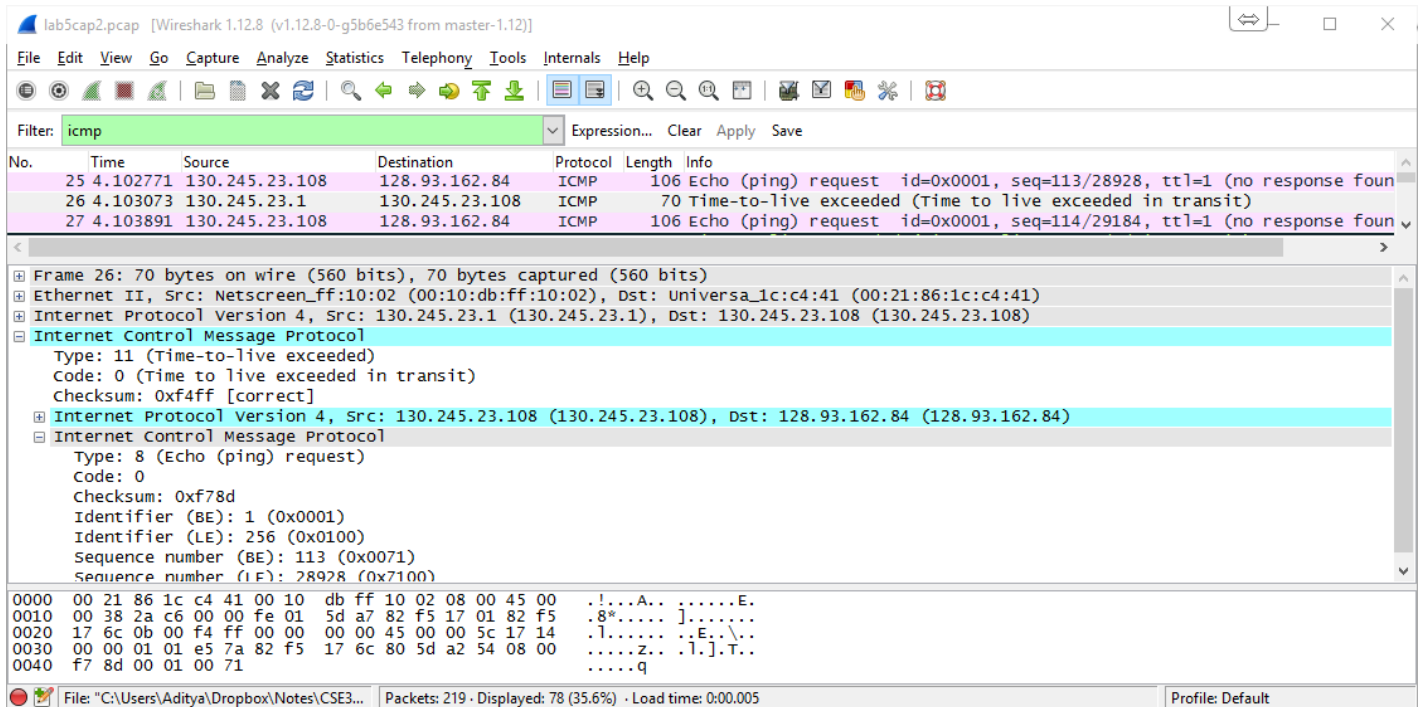 lab5cap2.pcap [Wireshark 1.12.8 (v1.12.8-0-g5b6e543 from master-1.12)]
File Edit View Go Capture Analyze Statistics Telephony Tools Internals Help
Filter: icmp Expression... Clear Apply Save
No. Time Source Destination Protocol Length Info
25 4.102771 130.245.23.108 128.93.162.84 ICMP 106 Echo (ping) request id=0x0001, seq=113/28928, ttl=1 (no response foun
26 4.103073 130.245.23.1 130.245.23.108 ICMP 70 Time-to-live exceeded (Time to live exceeded in transit)
27 4.103891 130.245.23.108 128.93.162.84 ICMP 106 Echo (ping) request id=0x0001, seq=114/29184, ttl=1 (no response foun
Frame 26: 70 bytes on wire (560 bits), 70 bytes captured (560 bits)
Ethernet II, Src: Netscreen_ff:10:02 (00:10:db:ff:10:02), Dst: Universa_1c:c4:41 (00:21:86:1c:c4:41)
Internet Protocol Version 4, Src: 130.245.23.1 (130.245.23.1), Dst: 130.245.23.108 (130.245.23.108)
Internet Control Message Protocol
Type: 11 (Time-to-live exceeded)
Code: 0 (Time to live exceeded in transit)
Checksum: 0xf4ff [correct]
Internet Protocol Version 4, Src: 130.245.23.108 (130.245.23.108), Dst: 128.93.162.84 (128.93.162.84)
Internet Control Message Protocol
Type: 8 (Echo (ping) request)
Code: 0
Checksum: 0xf78d
Identifier (BE): 1 (0x0001)
Identifier (LE): 256 (0x0100)
Sequence number (BE): 113 (0x0071)
Sequence number (LE): 28928 (0x7100)
0000 00 21 86 1c c4 41 00 10 db ff 10 02 08 00 45 00 .!...A.. ......E.
0010 00 38 2a c6 00 00 fe 01 5d a7 82 f5 17 01 82 f5 .8*..... ].......
0020 17 6c 0b 00 f4 ff 00 00 00 00 45 00 00 5c 17 14 .l...... ..E..\..
0030 00 00 01 01 e5 7a 82 f5 17 6c 80 5d a2 54 08 00 .....z.. .l.].T..
0040 f7 8d 00 01 00 71 .....q
File: "C:\Users\Aditya\Dropbox\Notes\CSE3... Packets: 219 · Displayed: 78 (35.6%) · Load time: 0:00.005 Profile: Default